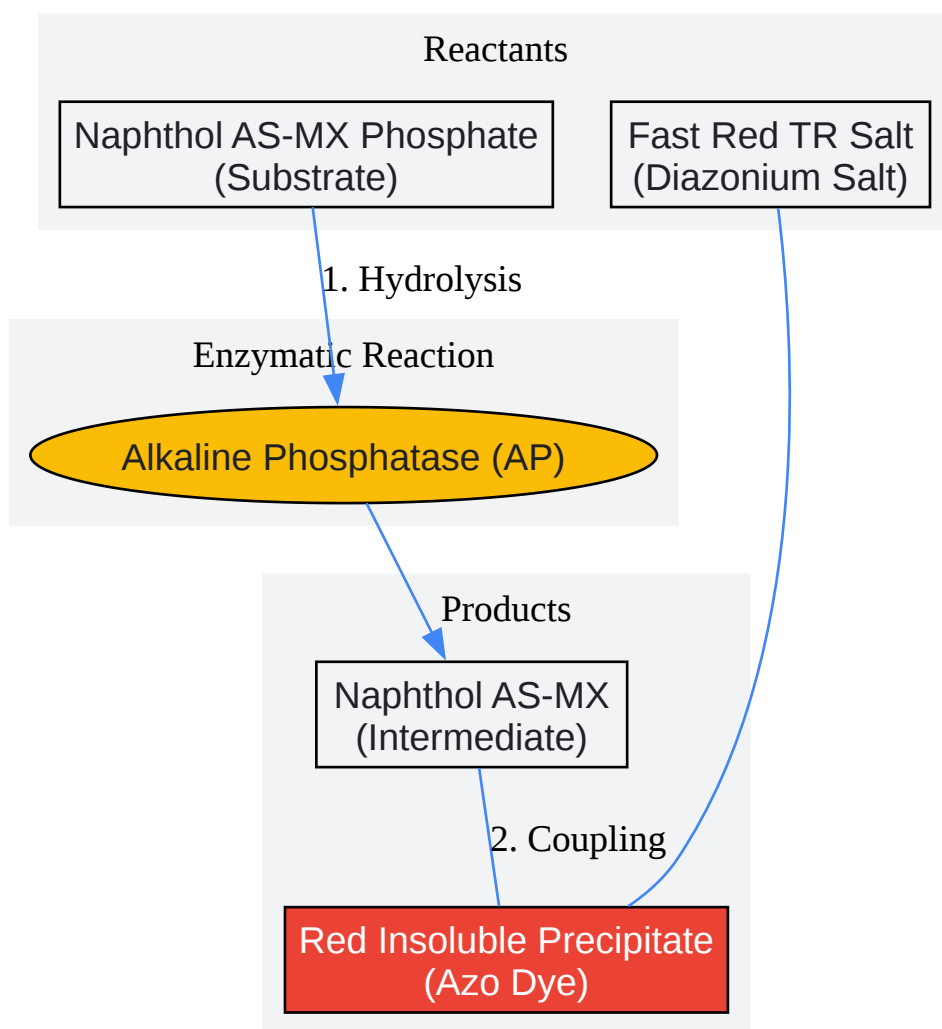 Reactants
Naphthol AS-MX Phosphate
(Substrate)
Fast Red TR Salt
(Diazonium Salt)
1. Hydrolysis
Enzymatic Reaction
Alkaline Phosphatase (AP)
Products
Naphthol AS-MX
(Intermediate)
2. Coupling
Red Insoluble Precipitate
(Azo Dye)